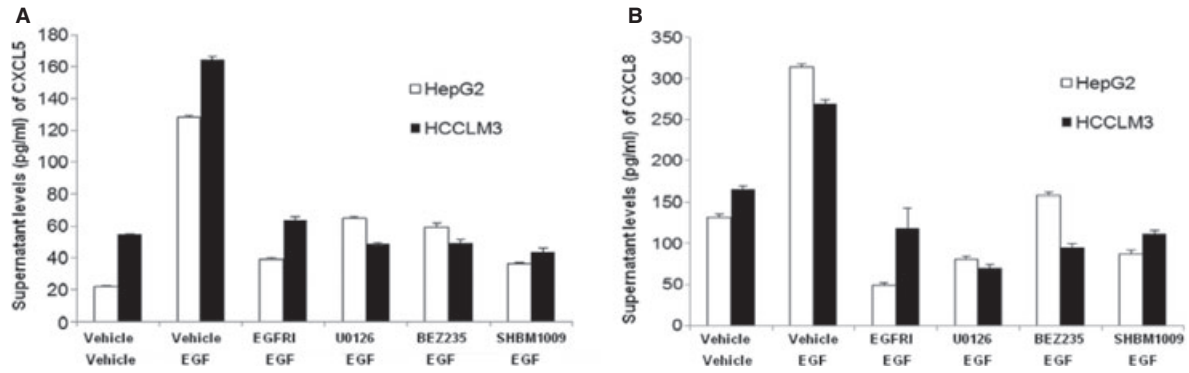 A
Supernatant levels (pg/ml) of CXCL5
180
160
140
120
100
80
60
40
20
0
HepG2
HCCLM3
Vehicle Vehicle EGFRI U0126 BEZ235 SHBM1009
Vehicle EGF EGF EGF EGF EGF
B
Supernatant levels (pg/ml) of CXCL8
350
300
250
200
150
100
50
0
HepG2
HCCLM3
Vehicle Vehicle EGFRI U0126 BEZ235 SHBM1009
Vehicle EGF EGF EGF EGF EGF